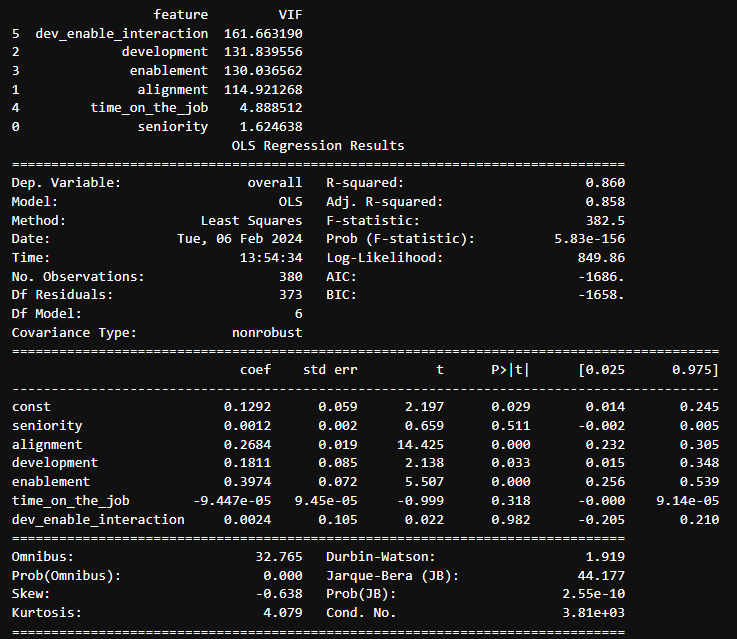 feature VIF
5 dev_enable_interaction 161.663190
2 development 131.839556
3 enablement 130.036562
1 alignment 114.921268
4 time_on_the_job 4.888512
0 seniority 1.624638
OLS Regression Results
==============================================================================
Dep. Variable: overall R-squared: 0.860
Model: OLS Adj. R-squared: 0.858
Method: Least Squares F-statistic: 382.5
Date: Tue, 06 Feb 2024 Prob (F-statistic): 5.83e-156
Time: 13:54:34 Log-Likelihood: 849.86
No. Observations: 380 AIC: -1686.
Df Residuals: 373 BIC: -1658.
Df Model: 6
Covariance Type: nonrobust
==========================================================================================
coef std err t P>|t| [0.025 0.975]
------------------------------------------------------------------------------------------
const 0.1292 0.059 2.197 0.029 0.014 0.245
seniority 0.0012 0.002 0.659 0.511 -0.002 0.005
alignment 0.2684 0.019 14.425 0.000 0.232 0.305
development 0.1811 0.085 2.138 0.033 0.015 0.348
enablement 0.3974 0.072 5.507 0.000 0.256 0.539
time_on_the_job -9.447e-05 9.45e-05 -0.999 0.318 -0.000 9.14e-05
dev_enable_interaction 0.0024 0.105 0.022 0.982 -0.205 0.210
==============================================================================
Omnibus: 32.765 Durbin-Watson: 1.919
Prob(Omnibus): 0.000 Jarque-Bera (JB): 44.177
Skew: -0.638 Prob(JB): 2.55e-10
Kurtosis: 4.079 Cond. No. 3.81e+03
==============================================================================